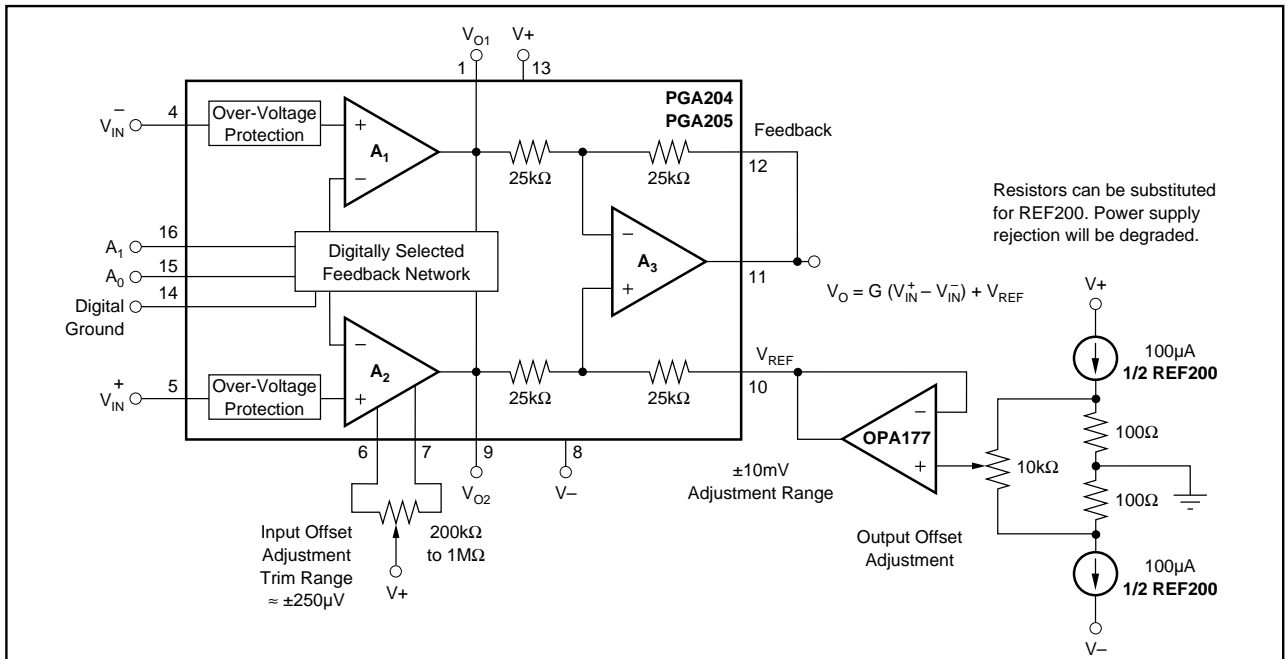 V_O1
V+
1
13
PGA204
PGA205
V_IN^–
4
Over-Voltage
Protection
+
A_1
–
25kΩ
25kΩ
Feedback
12
A_1
16
A_0
15
14
Digital
Ground
Digitally Selected
Feedback Network
–
A_3
+
11
V_O = G (V_IN^+ – V_IN^–) + V_REF
Resistors can be substituted
for REF200. Power supply
rejection will be degraded.
V_IN^+
5
Over-Voltage
Protection
–
A_2
+
25kΩ
25kΩ
V_REF
10
6
7
9
8
V_O2
V–
Input Offset
Adjustment
Trim Range
≈ ±250µV
200kΩ
to 1MΩ
V+
±10mV
Adjustment Range
–
OPA177
+
10kΩ
Output Offset
Adjustment
V+
100µA
1/2 REF200
100Ω
100Ω
100µA
1/2 REF200
V–